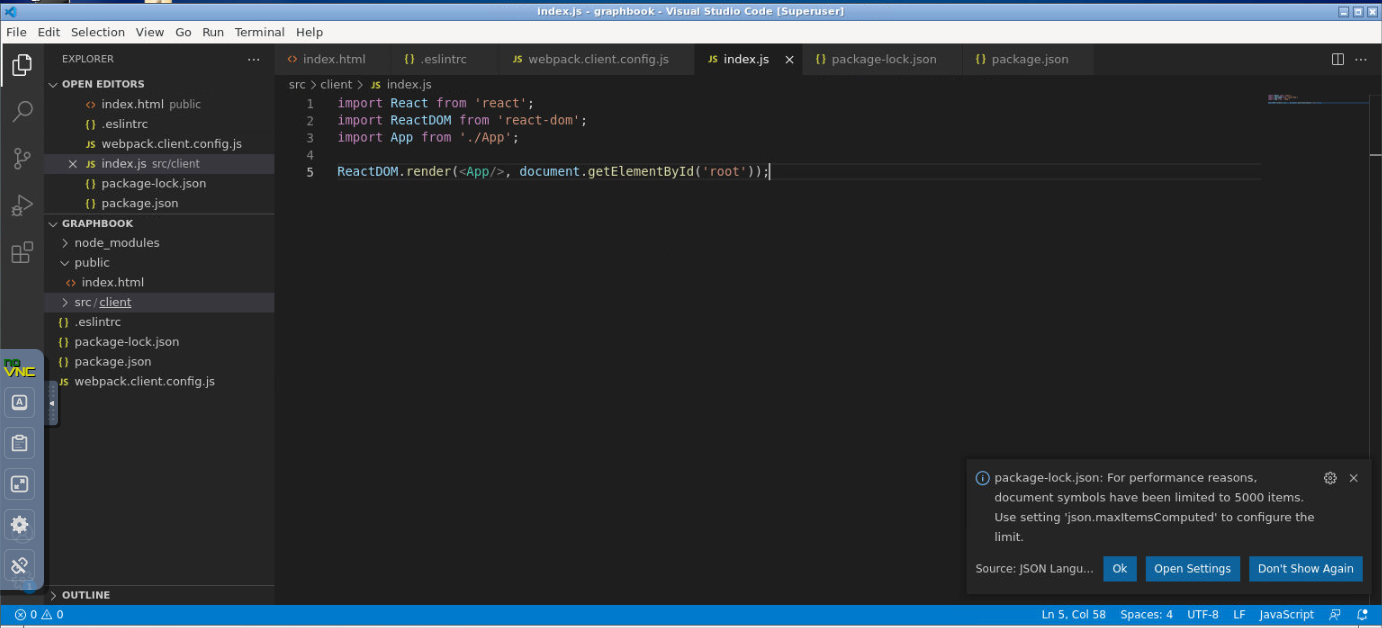 index.js - graphbook - Visual Studio Code [Superuser]
File Edit Selection View Go Run Terminal Help
EXPLORER
OPEN EDITORS
index.html public
.eslintrc
webpack.client.config.js
index.js src/client
package-lock.json
package.json
GRAPHBOOK
node_modules
public
index.html
src/client
.eslintrc
package-lock.json
package.json
webpack.client.config.js
OUTLINE
no
VNC
index.html .eslintrc webpack.client.config.js index.js package-lock.json package.json
src > client > JS index.js
1 import React from 'react';
2 import ReactDOM from 'react-dom';
3 import App from './App';
4
5 ReactDOM.render(<App/>, document.getElementById('root'));
package-lock.json: For performance reasons,
document symbols have been limited to 5000 items.
Use setting 'json.maxItemsComputed' to configure the
limit.
Source: JSON Langu... Ok Open Settings Don't Show Again
0 0 Ln 5, Col 58 Spaces: 4 UTF-8 LF JavaScript